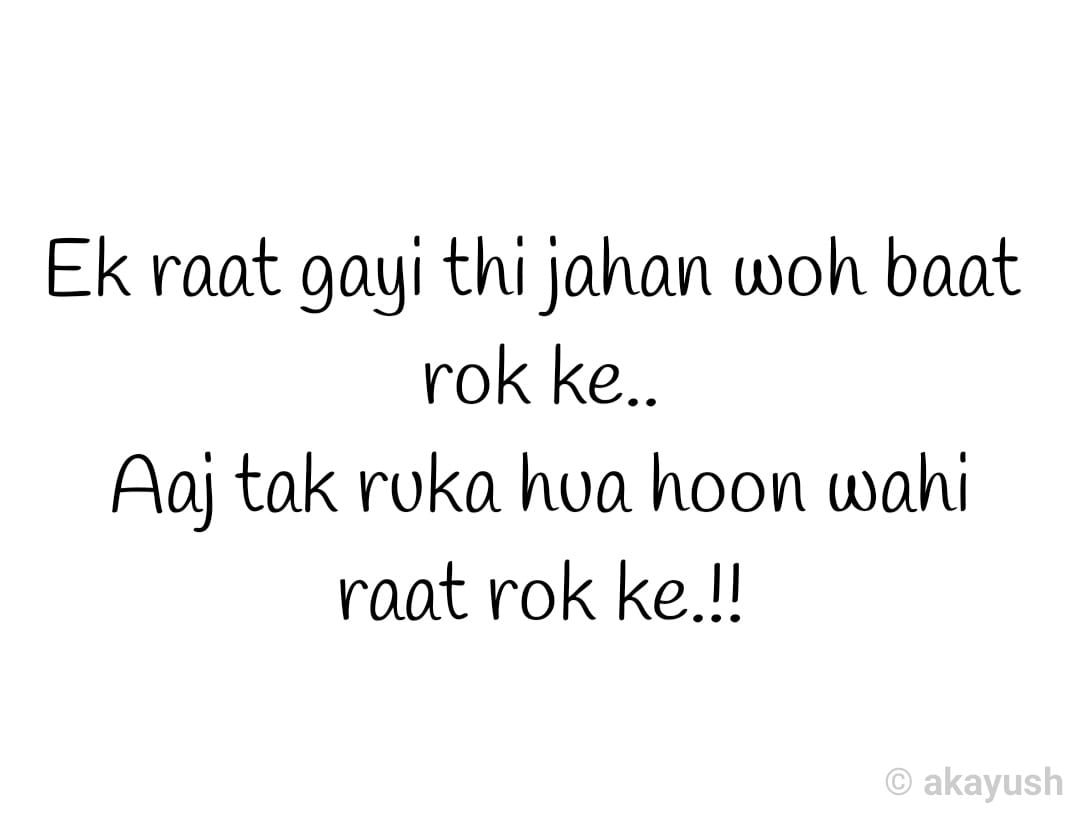 Ek raat gayi thi jahan woh baat
rok ke..
Aaj tak ruka hua hoon wahi
raat rok ke.!!
© akayush